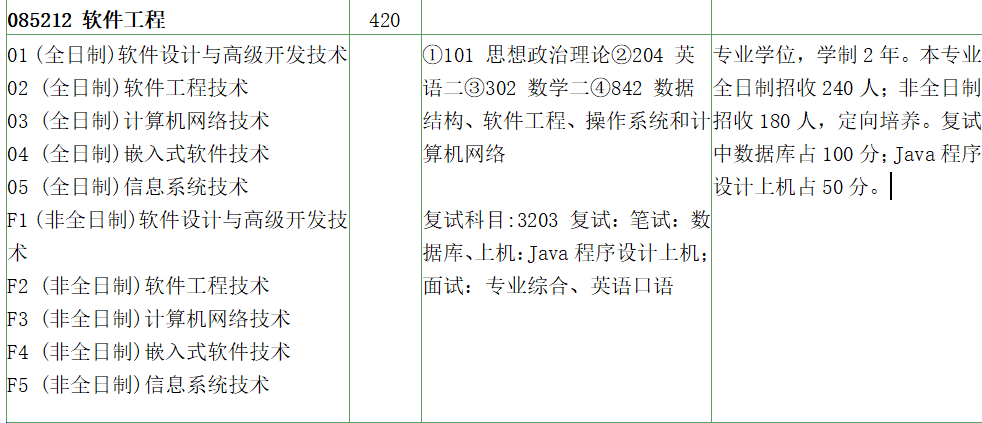 085212 软件工程
420
01(全日制)软件设计与高级开发技术
02 (全日制)软件工程技术
03 (全日制)计算机网络技术
04 (全日制)嵌入式软件技术
05 (全日制)信息系统技术
F1(非全日制)软件设计与高级开发技
术
F2 (非全日制)软件工程技术
F3 (非全日制)计算机网络技术
F4 (非全日制)嵌入式软件技术
F5 (非全日制)信息系统技术
①101 思想政治理论②204 英
语二③302 数学二④842 数据
结构、软件工程、操作系统和计
算机网络
复试科目:3203 复试：笔试：数
据库、上机：Java 程序设计上机；
面试：专业综合、英语口语
专业学位，学制 2 年。本专业
全日制招收 240 人；非全日制
招收 180 人，定向培养。复试
中数据库占 100 分；Java 程序
设计上机占 50 分。